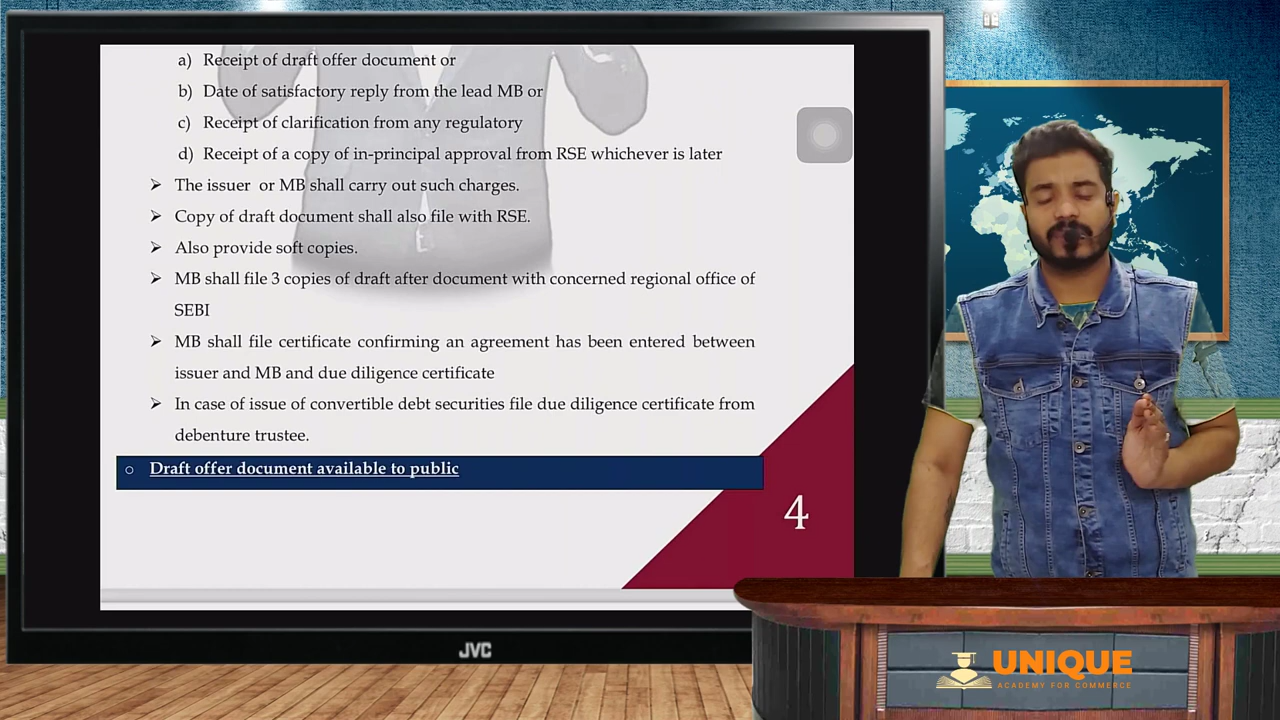 a) Receipt of draft offer document or
b) Date of satisfactory reply from the lead MB or
c) Receipt of clarification from any regulatory
d) Receipt of a copy of in-principal approval from RSE whichever is later
➢ The issuer or MB shall carry out such charges.
➢ Copy of draft document shall also file with RSE.
➢ Also provide soft copies.
➢ MB shall file 3 copies of draft after document with concerned regional office of
SEBI
➢ MB shall file certificate confirming an agreement has been entered between
issuer and MB and due diligence certificate
➢ In case of issue of convertible debt securities file due diligence certificate from
debenture trustee.
○ Draft offer document available to public
4
JVC
UNIQUE
ACADEMY FOR COMMERCE